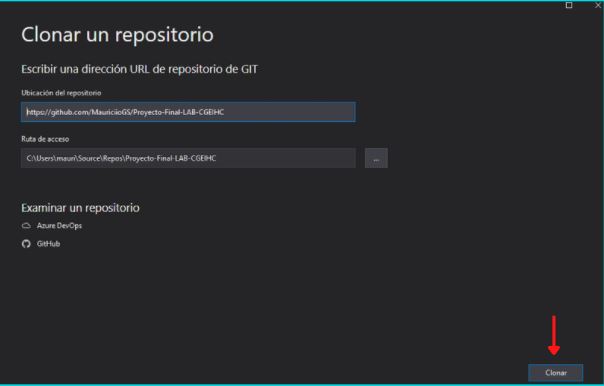 Clonar un repositorio
Escribir una dirección URL de repositorio de GIT
Ubicación del repositorio
https://github.com/MauriciioGS/Proyecto-Final-LAB-CGEIHC
Ruta de acceso
C:\Users\mauri\Source\Repos\Proyecto-Final-LAB-CGEIHC
...
Examinar un repositorio
Azure DevOps
GitHub
Clonar